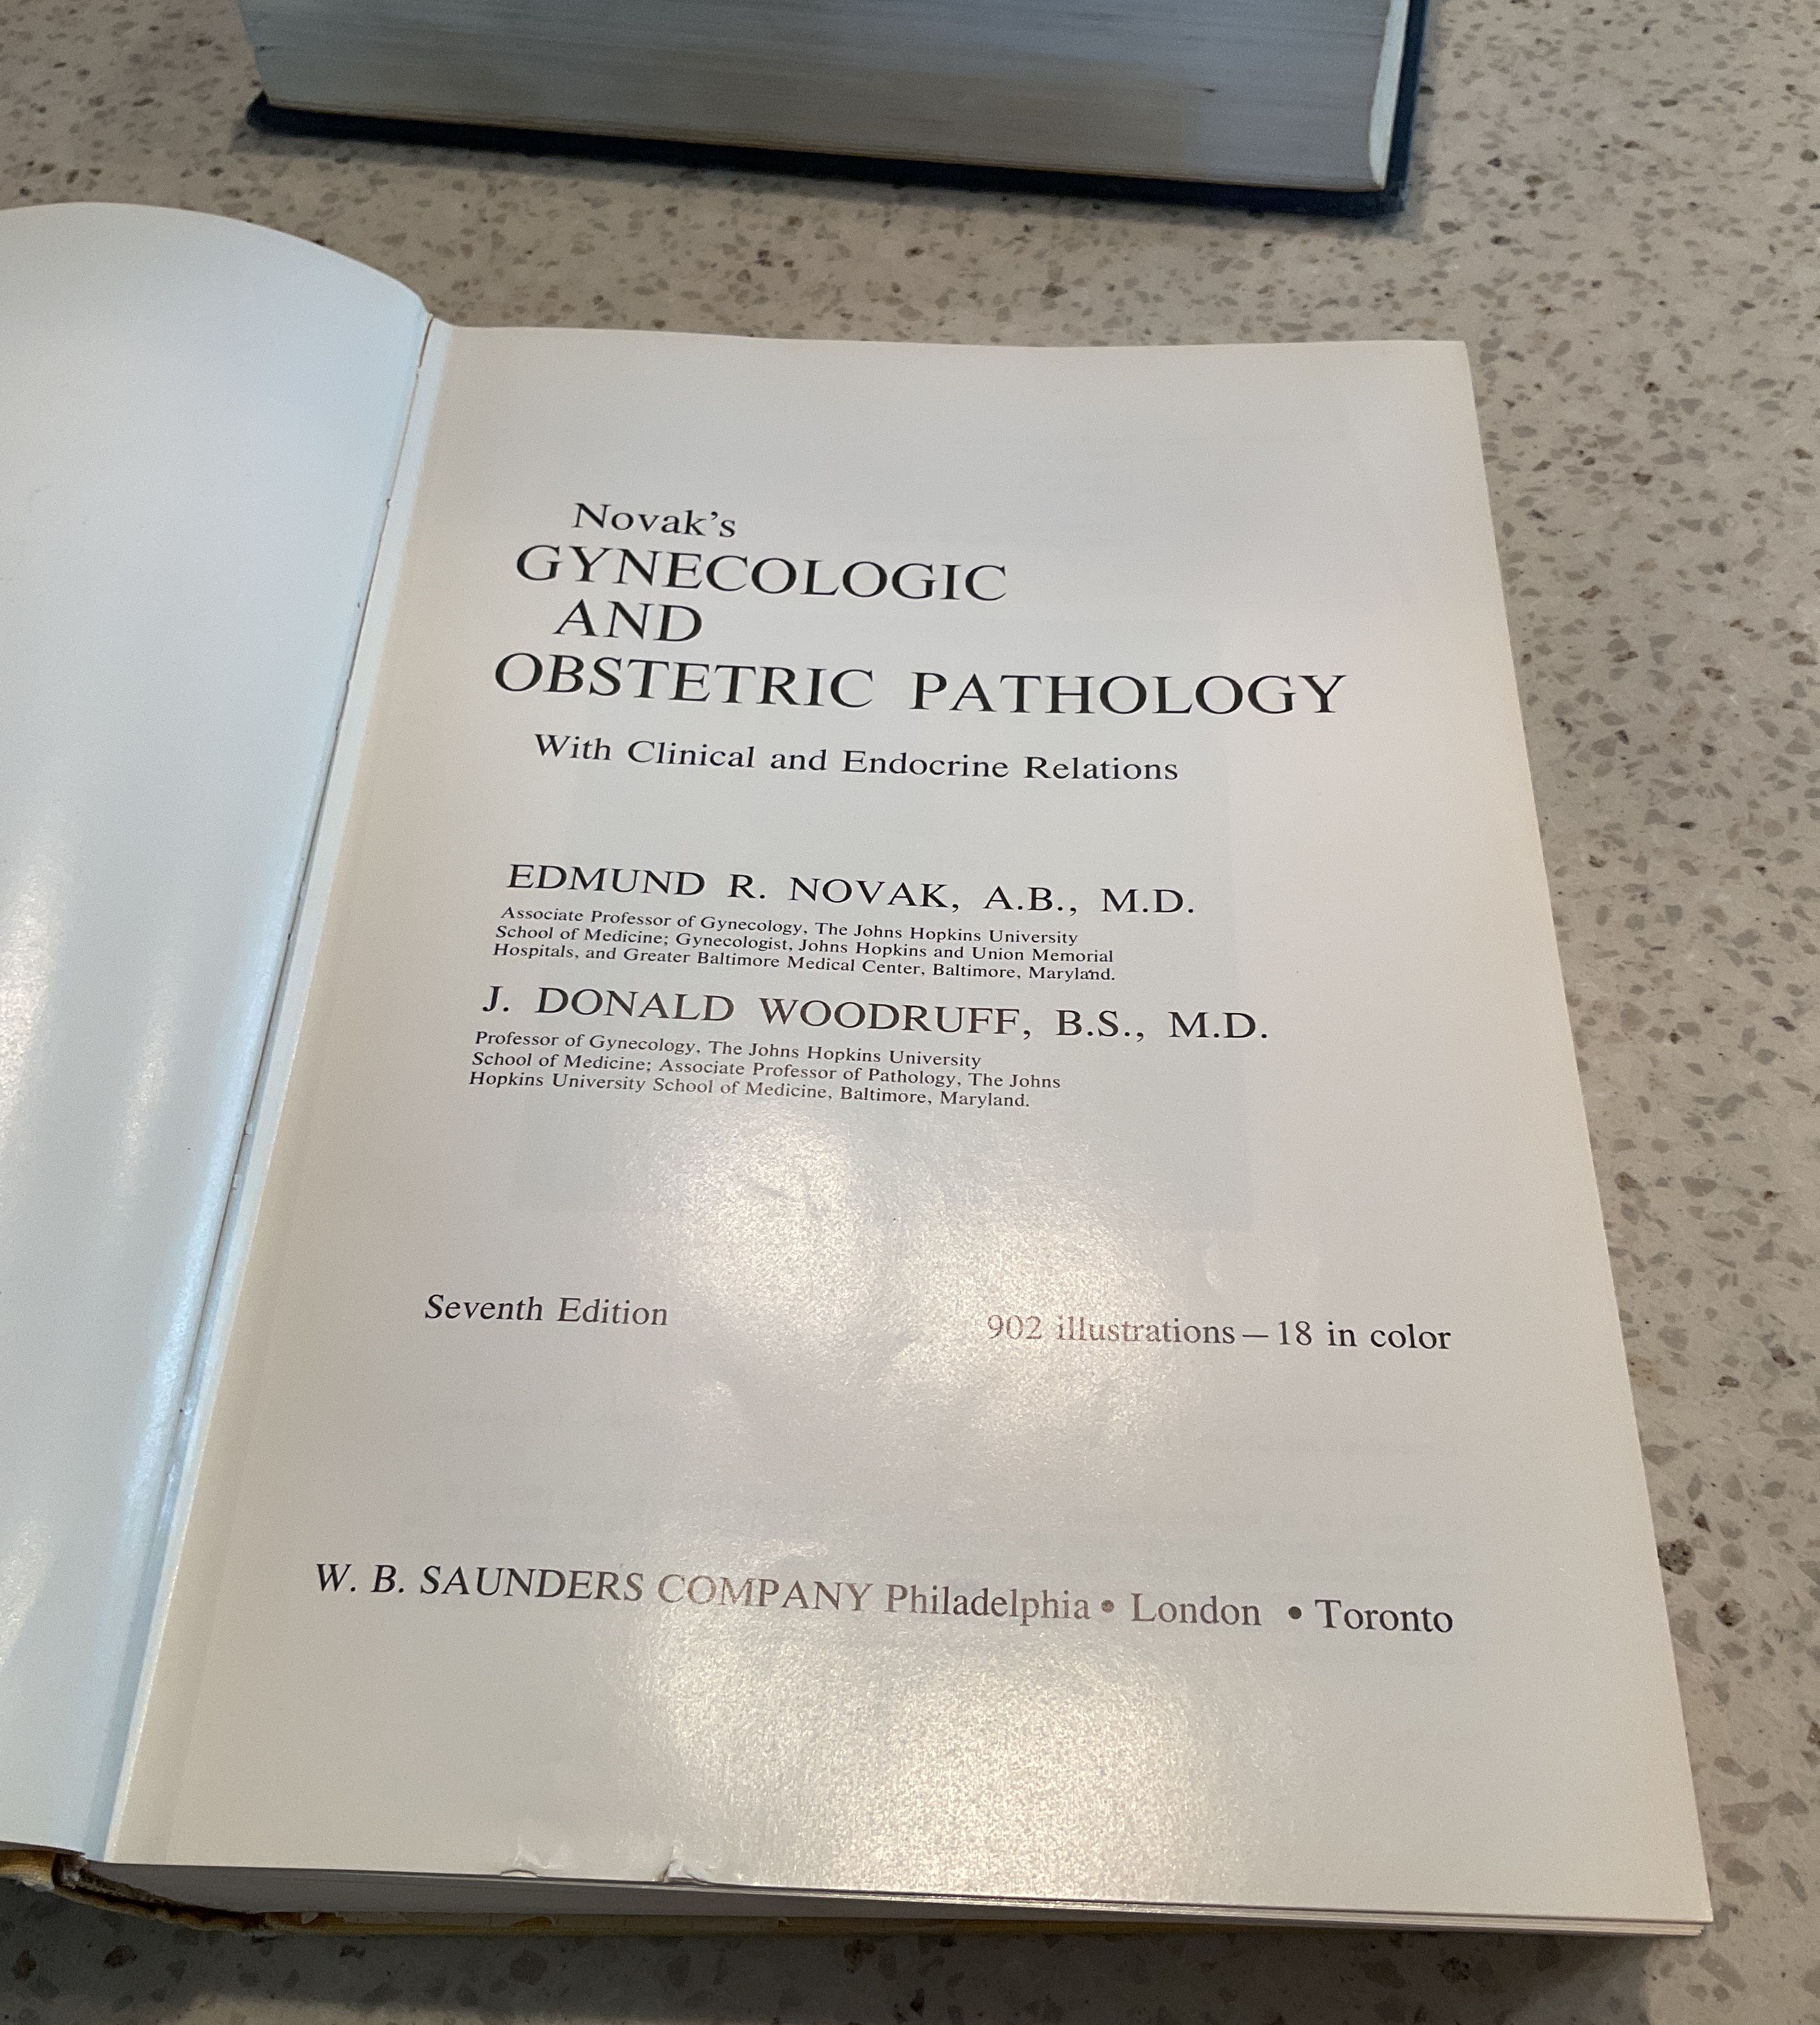 Novak's
GYNECOLOGIC
AND
OBSTETRIC PATHOLOGY
With Clinical and Endocrine Relations
EDMUND R. NOVAK, A.B., M.D.
Associate Professor of Gynecology, The Johns Hopkins University
School of Medicine; Gynecologist, Johns Hopkins and Union Memorial
Hospitals, and Greater Baltimore Medical Center, Baltimore, Maryland.
J. DONALD WOODRUFF, B.S., M.D.
Professor of Gynecology, The Johns Hopkins University
School of Medicine; Associate Professor of Pathology, The Johns
Hopkins University School of Medicine, Baltimore, Maryland.
Seventh Edition 902 illustrations—18 in color
W. B. SAUNDERS COMPANY Philadelphia • London • Toronto